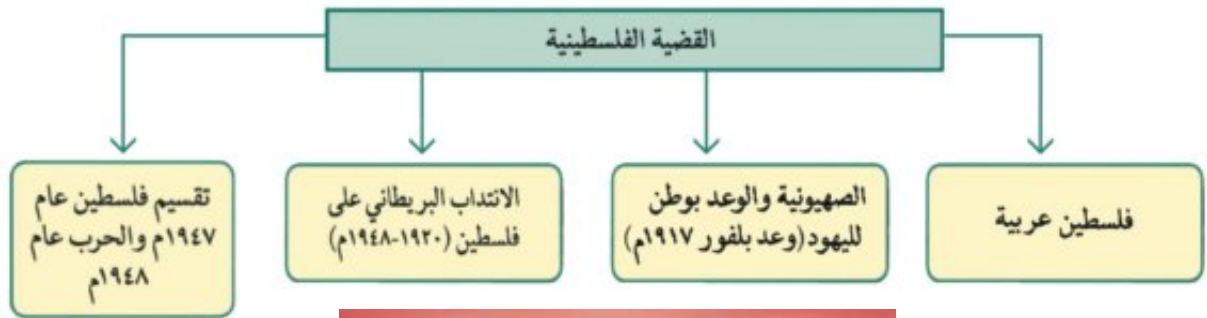 القضية الفلسطينية
فلسطين عربية
الصهيونية والوعد بوطن
لليهود (وعد بلفور ١٩١٧م)
الانتداب البريطاني على
فلسطين (١٩٢٠-١٩٤٨م)
تقسيم فلسطين عام
١٩٤٧م والحرب عام
١٩٤٨م